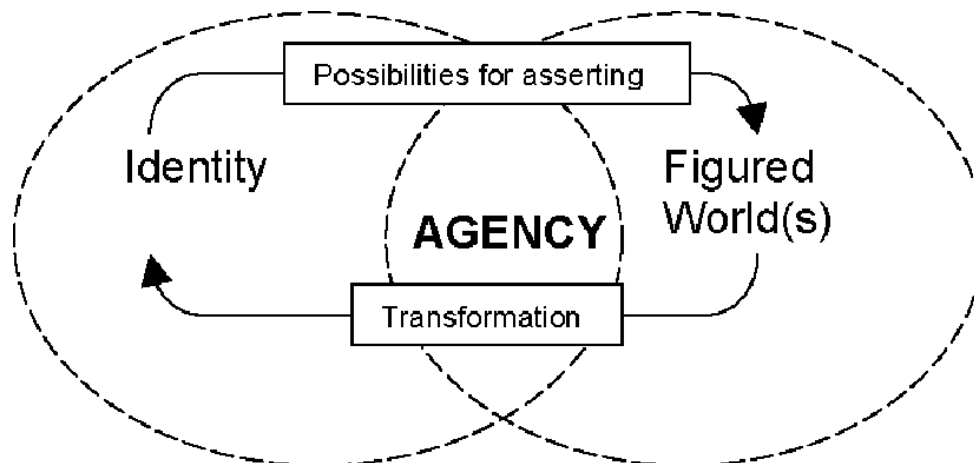 Possibilities for asserting
Identity
Figured
World(s)
AGENCY
Transformation